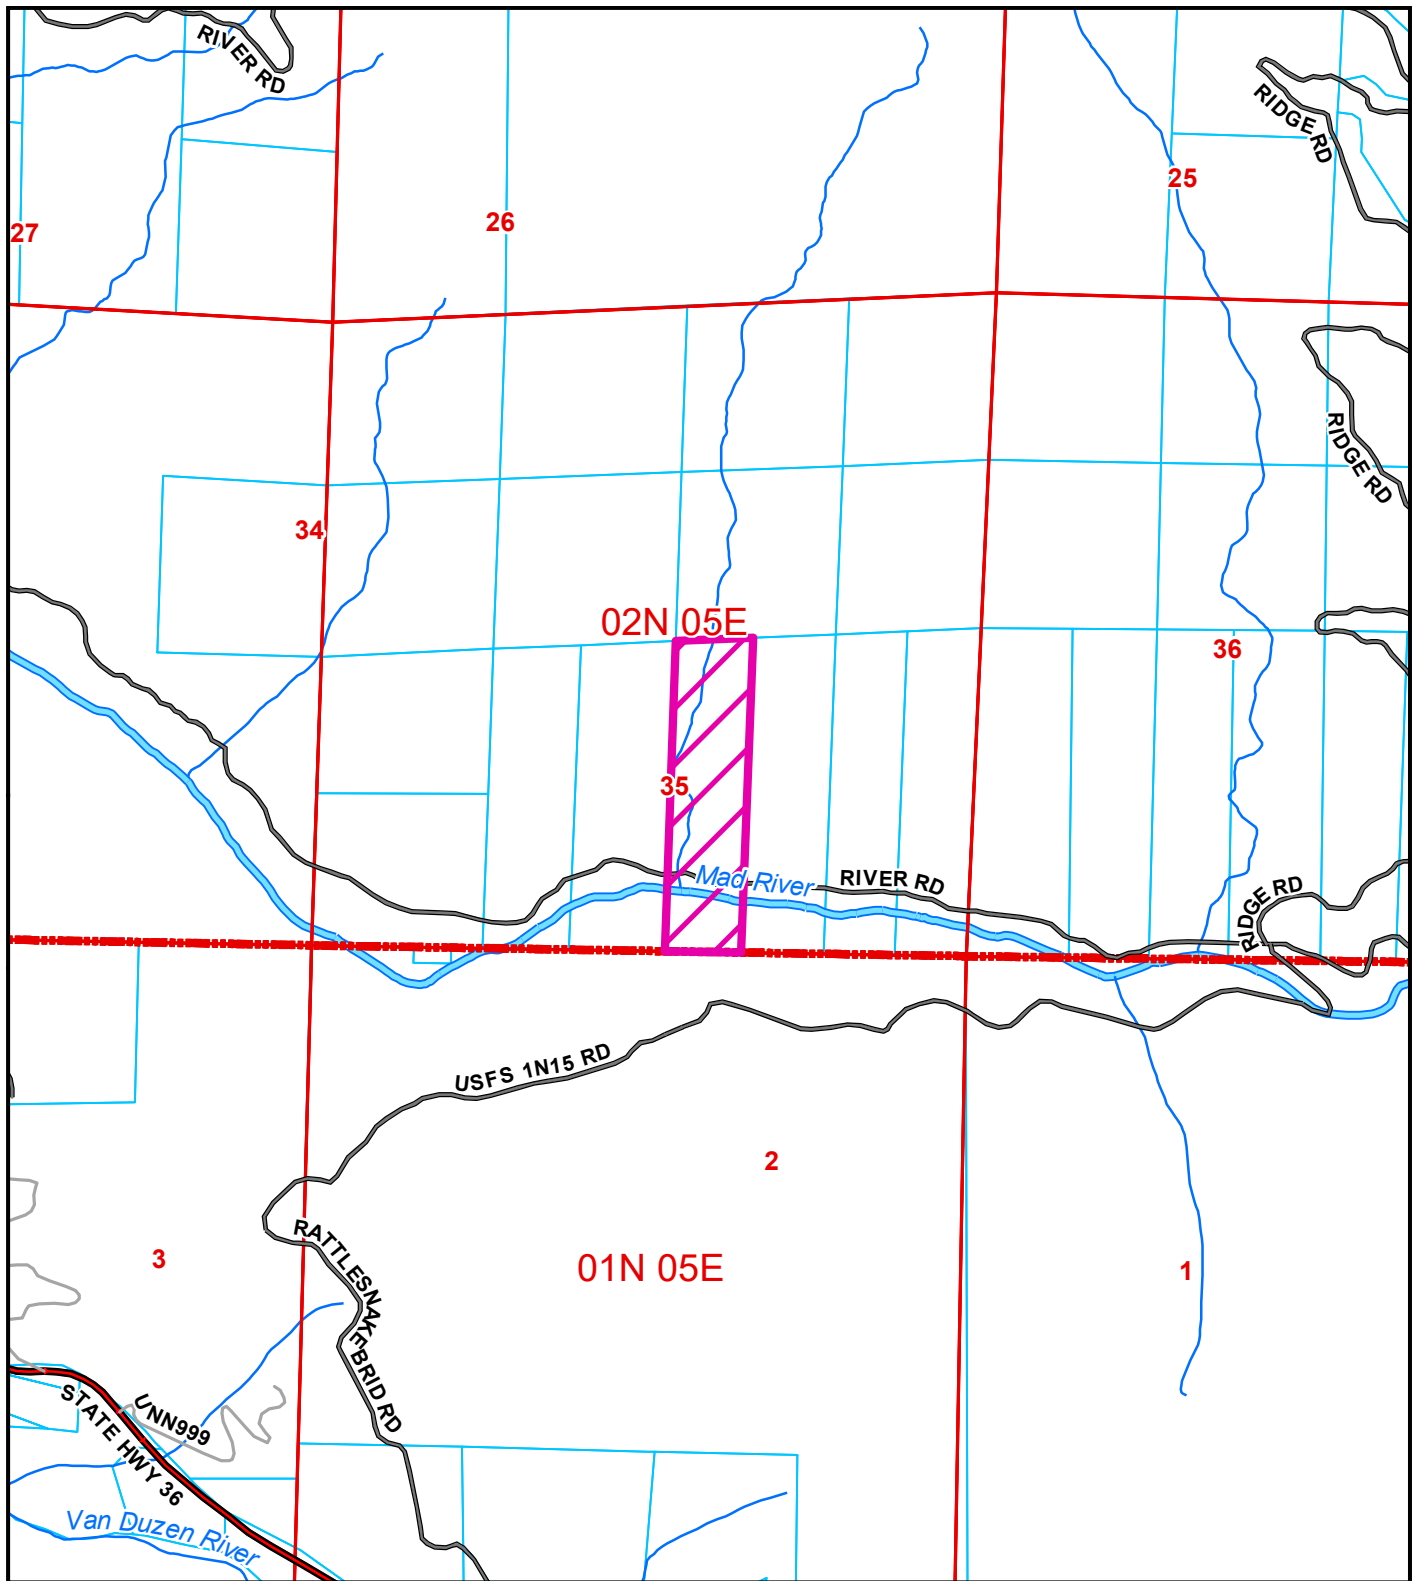 RIVER RD
RIDGE RD
25
26
27
RIDGE RD
34
02N 05E
36
35
Mad River
RIVER RD
RIDGE RD
USFS 1N15 RD
2
RATTLESNAKE BRID RD
3
01N 05E
1
UNN999
STATE HWY 36
Van Duzen River